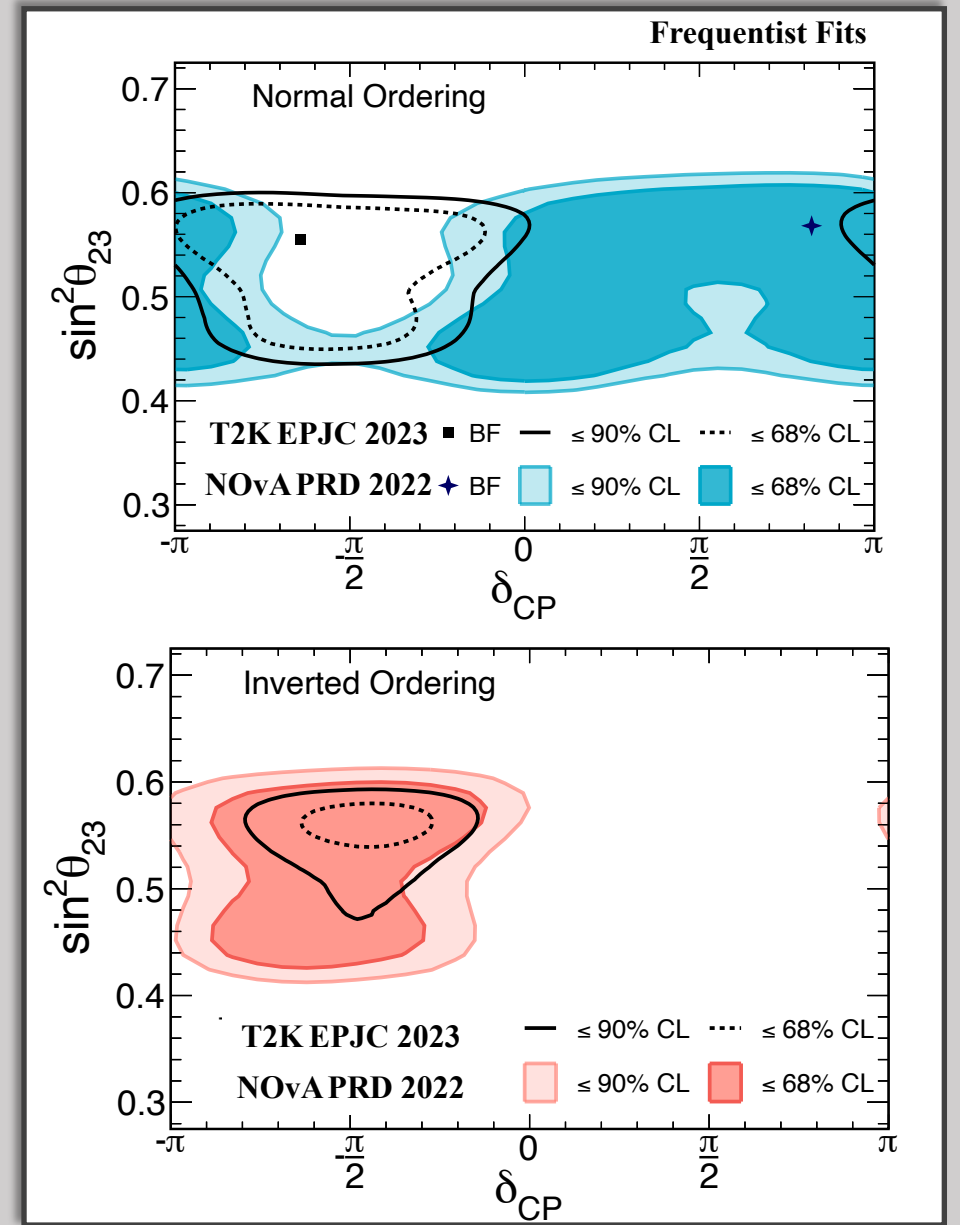 Frequentist Fits
Normal Ordering
0.7
0.6
0.5
0.4
0.3
sin²θ₂₃
T2K EPJC 2023 BF ≤ 90% CL ≤ 68% CL
NOvA PRD 2022 BF ≤ 90% CL ≤ 68% CL
-π -π/2 0 π/2 π
δCP
Inverted Ordering
0.7
0.6
0.5
0.4
0.3
sin²θ₂₃
T2K EPJC 2023 ≤ 90% CL ≤ 68% CL
NOvA PRD 2022 ≤ 90% CL ≤ 68% CL
-π -π/2 0 π/2 π
δCP